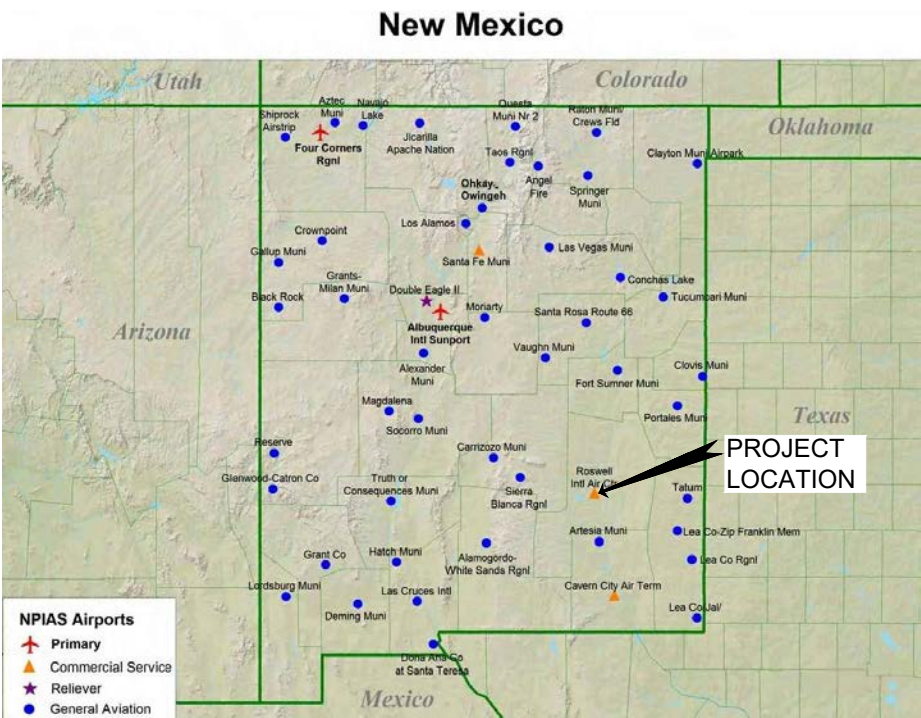 New Mexico
Utah
Colorado
Oklahoma
Arizona
Texas
Mexico
Shiprock
Airstrip
Aztec
Muni
Navajo
Lake
Four Corners
Rgnl
Jicarilla
Apache Nation
Questa
Muni Nr 2
Raton Muni/
Crews Fld
Clayton Muni Airpark
Taos Rgnl
Angel
Fire
Springer
Muni
Ohkay
Owingeh
Los Alamos
Santa Fe Muni
Las Vegas Muni
Conchas Lake
Tucumcari Muni
Crownpoint
Gallup Muni
Grants-
Milan Muni
Black Rock
Double Eagle II
Albuquerque
Intl Sunport
Moriarty
Santa Rosa Route 66
Vaughn Muni
Alexander
Muni
Fort Sumner Muni
Clovis Muni
Portales Muni
Magdalena
Socorro Muni
Carrizozo Muni
Reserve
Glenwood-Catron Co
Truth or
Consequences Muni
Sierra
Blanca Rgnl
Roswell
Intl Air Ctr
PROJECT
LOCATION
Tatum
Artesia Muni
Lea Co-Zip Franklin Mem
Lea Co Rgnl
Grant Co
Hatch Muni
Alamogordo-
White Sands Rgnl
Lordsburg Muni
Deming Muni
Las Cruces Intl
Cavern City Air Term
Lea Co Jal/
Dona Ana Co
at Santa Teresa
NPIAS Airports
Primary
Commercial Service
Reliever
General Aviation